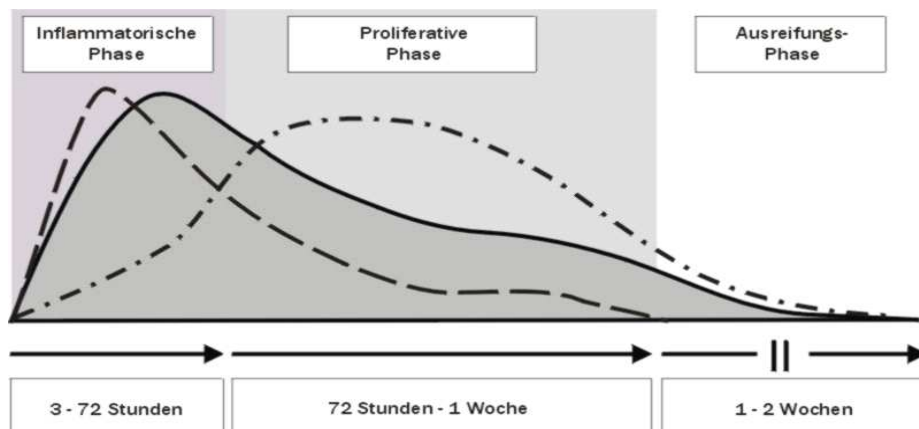 Inflammatorische
Phase
Proliferative
Phase
Ausreifungs-
Phase
3 - 72 Stunden
72 Stunden - 1 Woche
1 - 2 Wochen